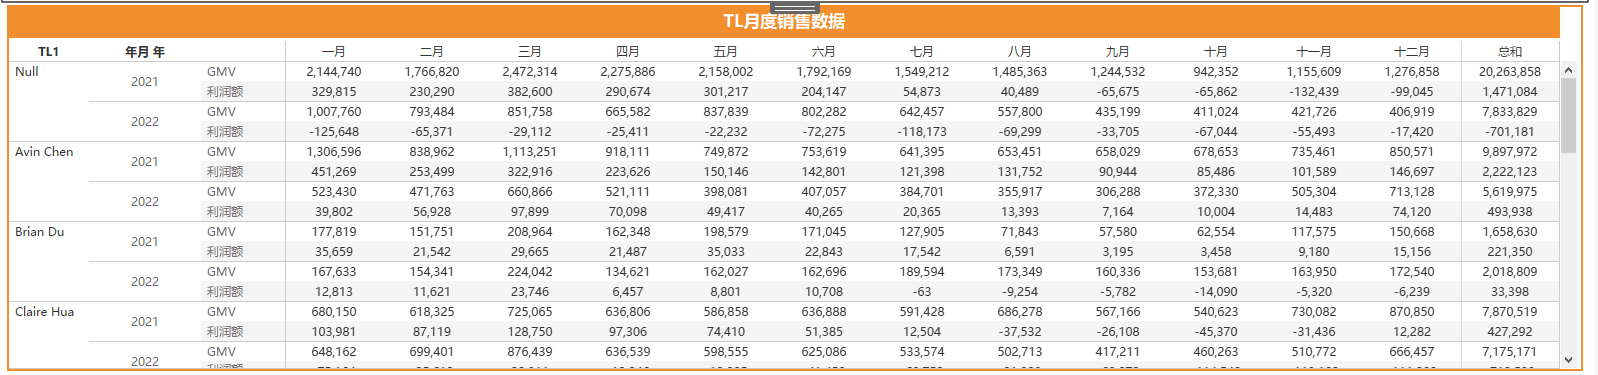 TL月度销售数据
TL1 年月 年 一月 二月 三月 四月 五月 六月 七月 八月 九月 十月 十一月 十二月 总和
Null 2021 GMV 2,144,740 1,766,820 2,472,314 2,275,886 2,158,002 1,792,169 1,549,212 1,485,363 1,244,532 942,352 1,155,609 1,276,858 20,263,858
利润额 329,815 230,290 382,600 290,674 301,217 204,147 54,873 40,489 -65,675 -65,862 -132,439 -99,045 1,471,084
2022 GMV 1,007,760 793,484 851,758 665,582 837,839 802,282 642,457 557,800 435,199 411,024 421,726 406,919 7,833,829
利润额 -125,648 -65,371 -29,112 -25,411 -22,232 -72,275 -118,173 -69,299 -33,705 -67,044 -55,493 -17,420 -701,181
Avin Chen 2021 GMV 1,306,596 838,962 1,113,251 918,111 749,872 753,619 641,395 653,451 658,029 678,653 735,461 850,571 9,897,972
利润额 451,269 253,499 322,916 223,626 150,146 142,801 121,398 131,752 90,944 85,486 101,589 146,697 2,222,123
2022 GMV 523,430 471,763 660,866 521,111 398,081 407,057 384,701 355,917 306,288 372,330 505,304 713,128 5,619,975
利润额 39,802 56,928 97,899 70,098 49,417 40,265 20,365 13,393 7,164 10,004 14,483 74,120 493,938
Brian Du 2021 GMV 177,819 151,751 208,964 162,348 198,579 171,045 127,905 71,843 57,580 62,554 117,575 150,668 1,658,630
利润额 35,659 21,542 29,665 21,487 35,033 22,843 17,542 6,591 3,195 3,458 9,180 15,156 221,350
2022 GMV 167,633 154,341 224,042 134,621 162,027 162,696 189,594 173,349 160,336 153,681 163,950 172,540 2,018,809
利润额 12,813 11,621 23,746 6,457 8,801 10,708 -63 -9,254 -5,782 -14,090 -5,320 -6,239 33,398
Claire Hua 2021 GMV 680,150 618,325 725,065 636,806 586,858 636,888 591,428 686,278 567,166 540,623 730,082 870,850 7,870,519
利润额 103,981 87,119 128,750 97,306 74,410 51,385 12,504 -37,532 -26,108 -45,370 -31,436 12,282 427,292
2022 GMV 648,162 699,401 876,439 636,539 598,555 625,086 533,574 502,713 417,211 460,263 510,772 666,457 7,175,171
利润额